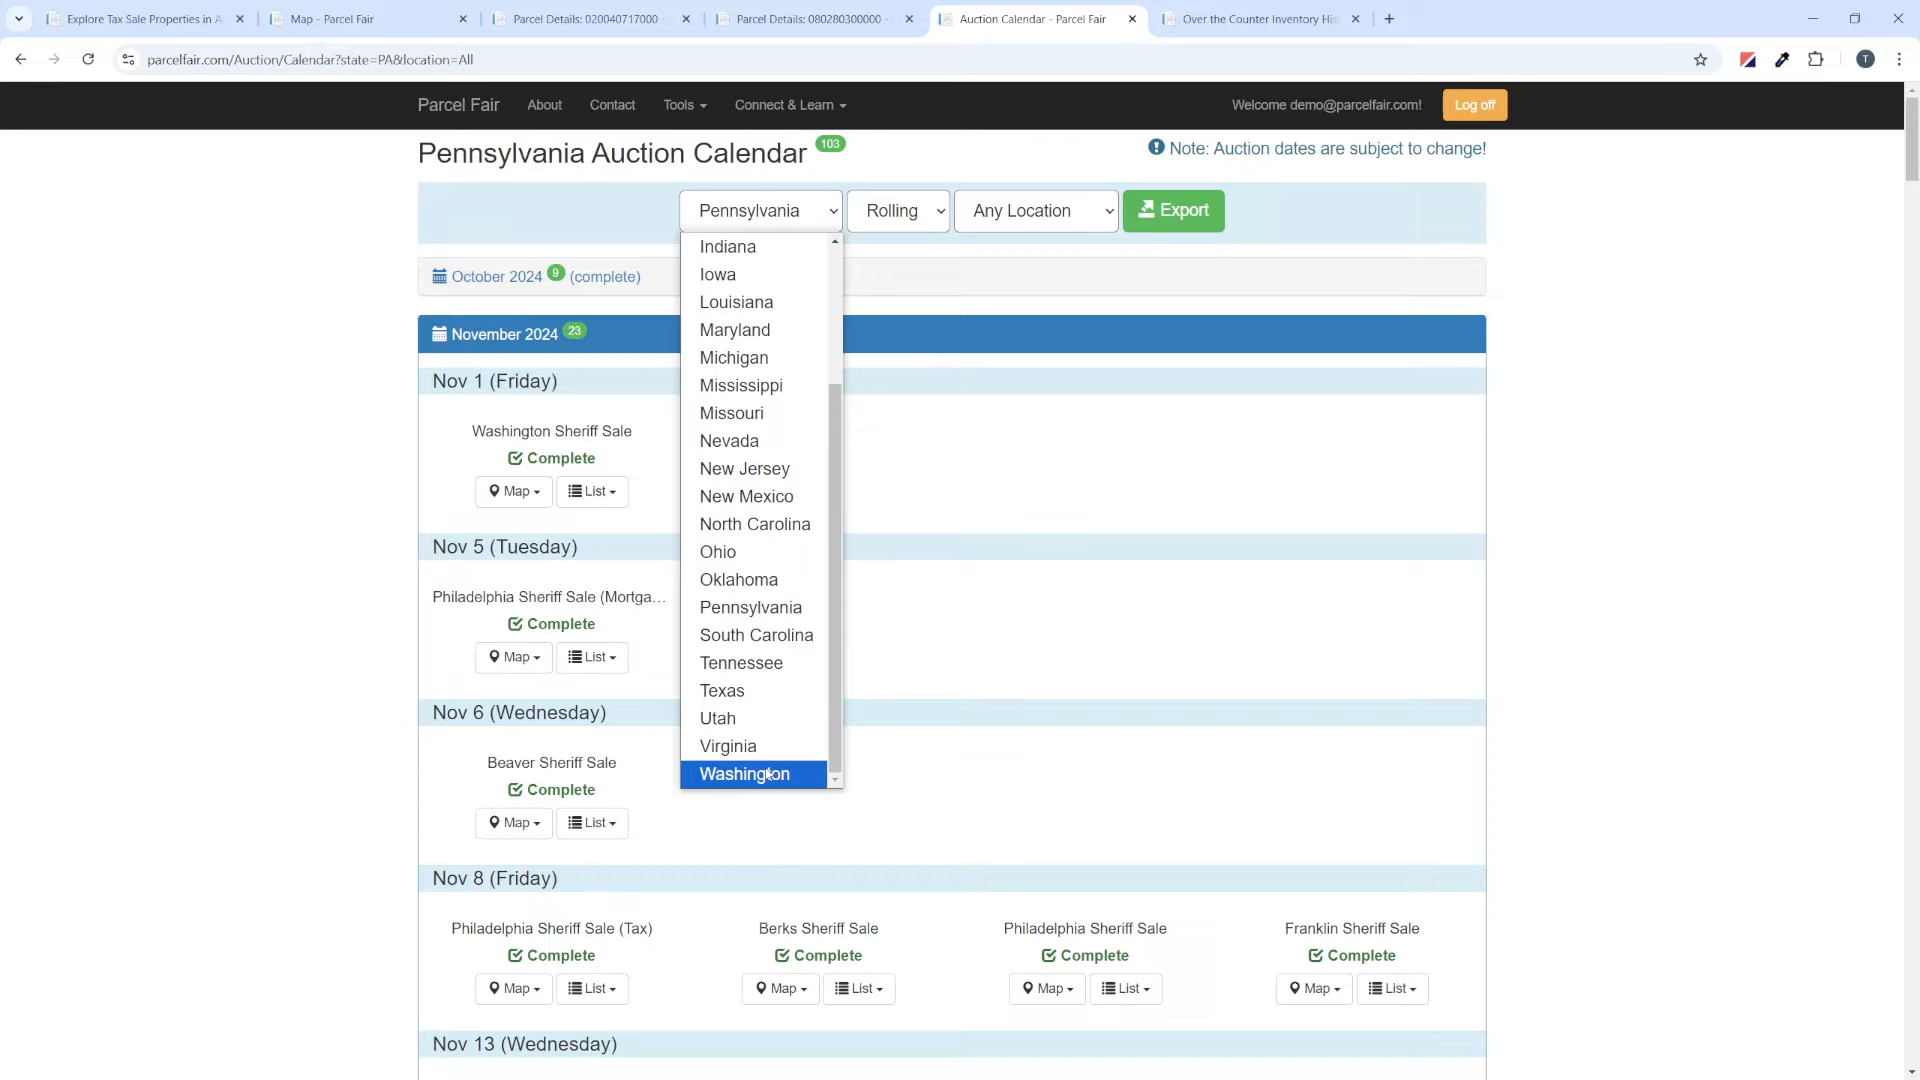 Explore Tax Sale Properties in A
Map - Parcel Fair
Parcel Details: 020040717000 -
Parcel Details: 080280300000 -
Auction Calendar - Parcel Fair
Over the Counter Inventory His
parcelfair.com/Auction/Calendar?state=PA&location=All
T
Parcel Fair
About
Contact
Tools
Connect & Learn
Welcome demo@parcelfair.com!
Log off
Pennsylvania Auction Calendar 103
Note: Auction dates are subject to change!
Pennsylvania
Rolling
Any Location
Export
Indiana
Iowa
Louisiana
Maryland
Michigan
Mississippi
Missouri
Nevada
New Jersey
New Mexico
North Carolina
Ohio
Oklahoma
Pennsylvania
South Carolina
Tennessee
Texas
Utah
Virginia
Washington
October 2024 9 (complete)
November 2024 23
Nov 1 (Friday)
Washington Sheriff Sale
Complete
Map
List
Nov 5 (Tuesday)
Philadelphia Sheriff Sale (Mortga...
Complete
Map
List
Nov 6 (Wednesday)
Beaver Sheriff Sale
Complete
Map
List
Nov 8 (Friday)
Philadelphia Sheriff Sale (Tax)
Complete
Map
List
Berks Sheriff Sale
Complete
Map
List
Philadelphia Sheriff Sale
Complete
Map
List
Franklin Sheriff Sale
Complete
Map
List
Nov 13 (Wednesday)